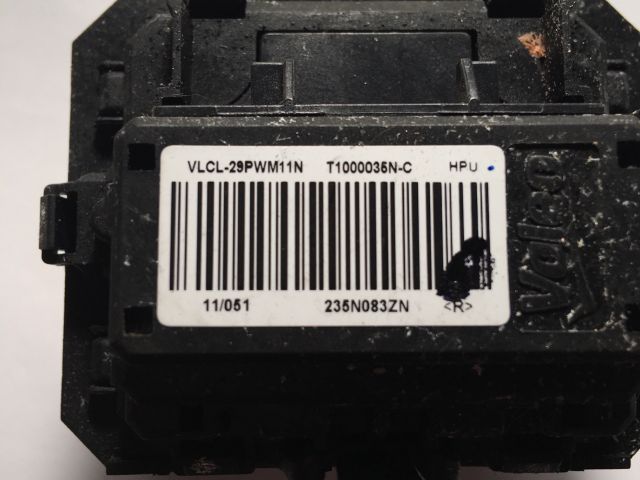 VLCL-29PWM11N T1000035N-C HPU
11/051 235N083ZN <R>
Valeo